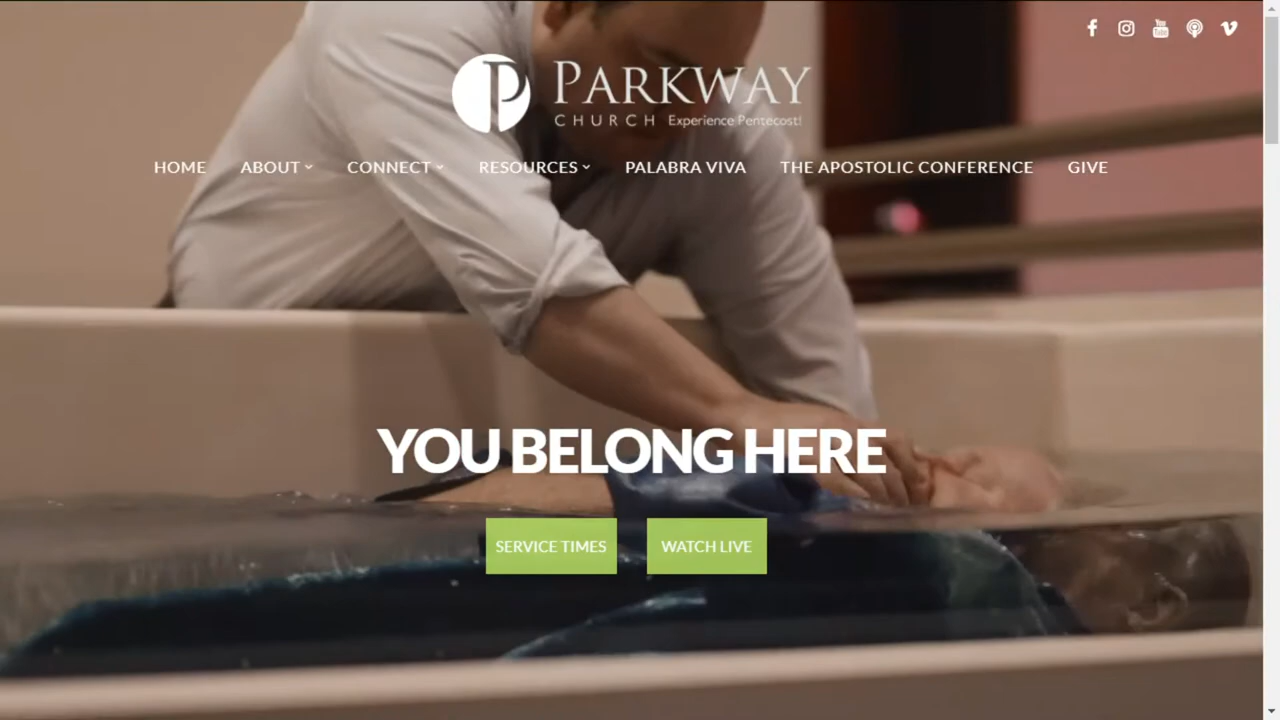 PARKWAY
CHURCH Experience Pentecost!
HOME ABOUT CONNECT RESOURCES PALABRA VIVA THE APOSTOLIC CONFERENCE GIVE
YOU BELONG HERE
SERVICE TIMES WATCH LIVE